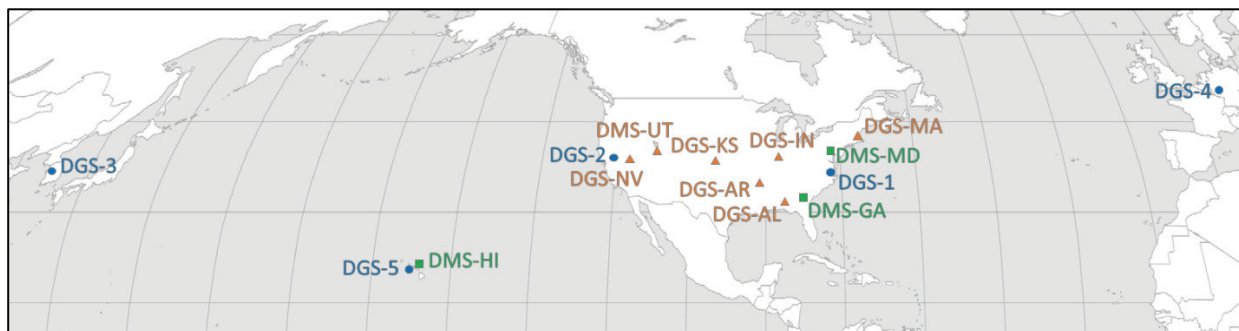 DGS-4
DGS-MA
DMS-UT
DGS-IN
DGS-KS
DMS-MD
DGS-2
DGS-3
DGS-NV
DGS-1
DGS-AR
DMS-GA
DGS-AL
DMS-HI
DGS-5